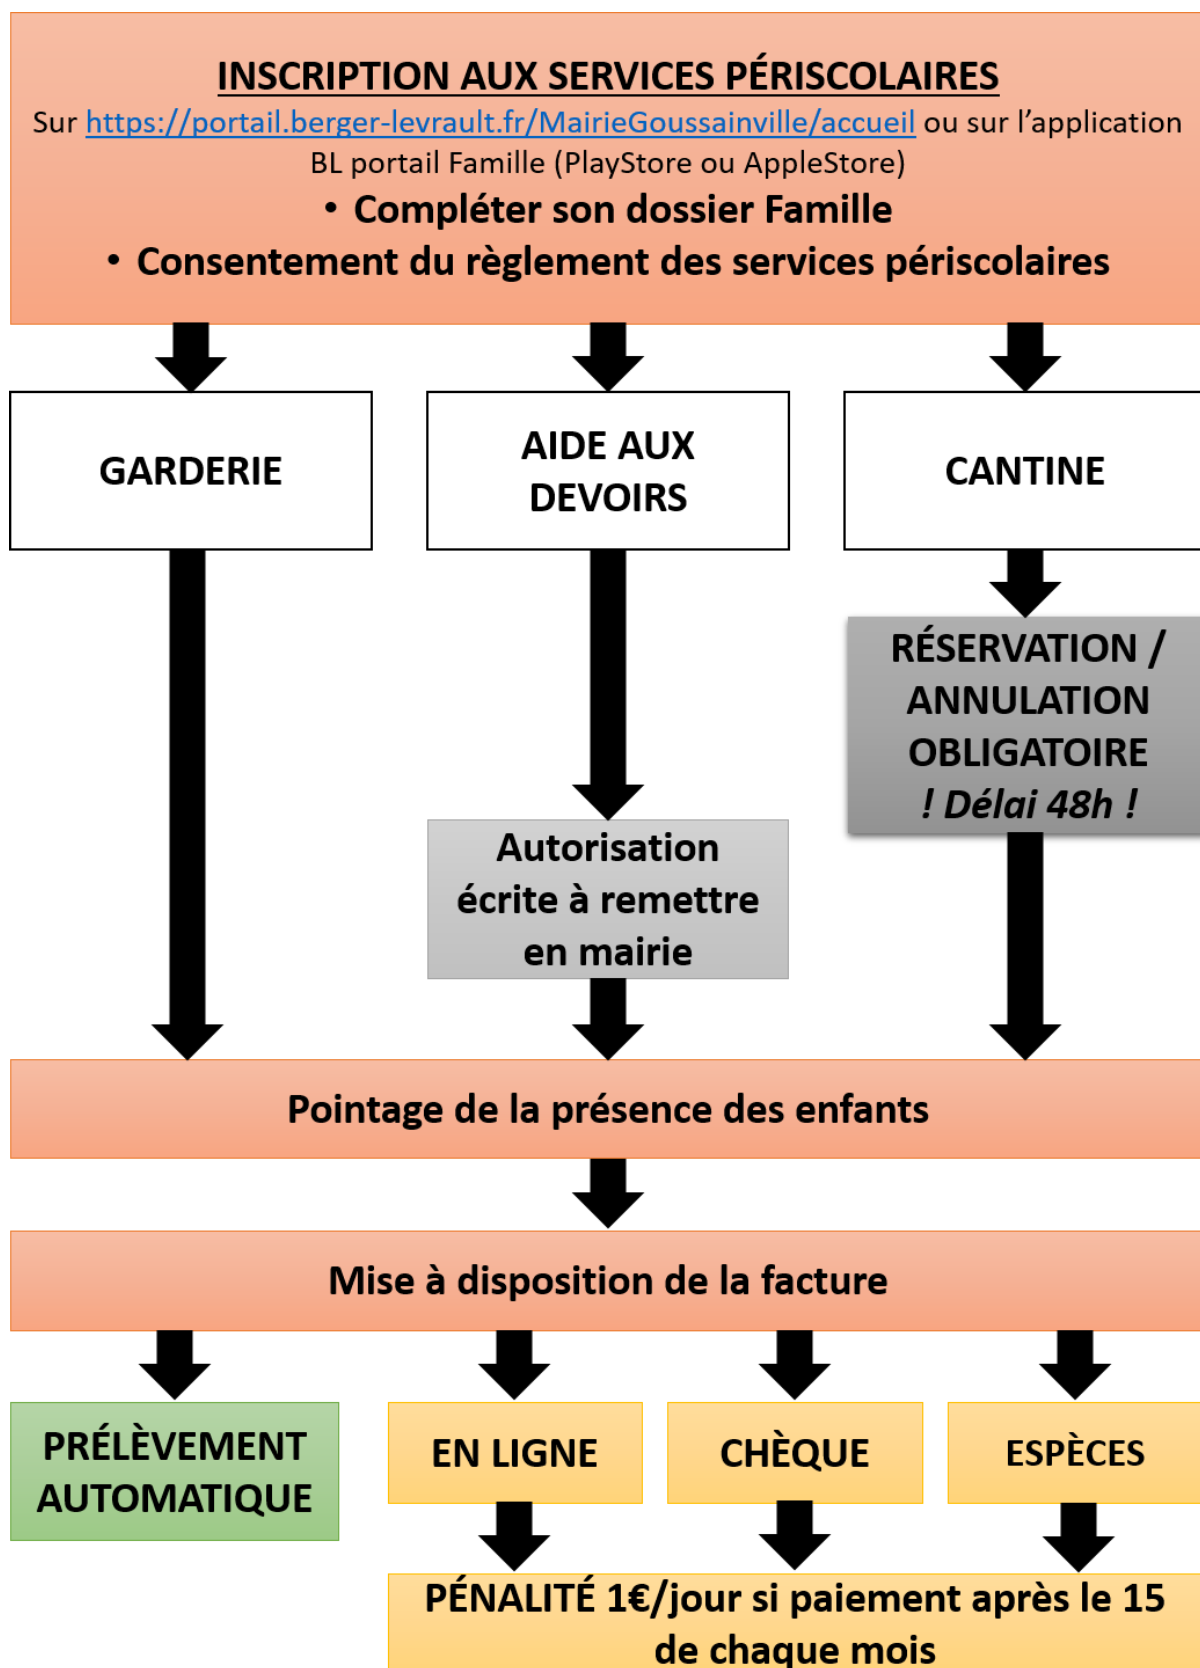 INSCRIPTION AUX SERVICES PÉRISCOLAIRES
Sur https://portail.berger-levrault.fr/MairieGoussainville/accueil ou sur l’application
BL portail Famille (PlayStore ou AppleStore)
• Compléter son dossier Famille
• Consentement du règlement des services périscolaires
GARDERIE
AIDE AUX
DEVOIRS
CANTINE
RÉSERVATION /
ANNULATION
OBLIGATOIRE
! Délai 48h !
Autorisation
écrite à remettre
en mairie
Pointage de la présence des enfants
Mise à disposition de la facture
PRÉLÈVEMENT
AUTOMATIQUE
EN LIGNE
CHÈQUE
ESPÈCES
PÉNALITÉ 1€/jour si paiement après le 15
de chaque mois